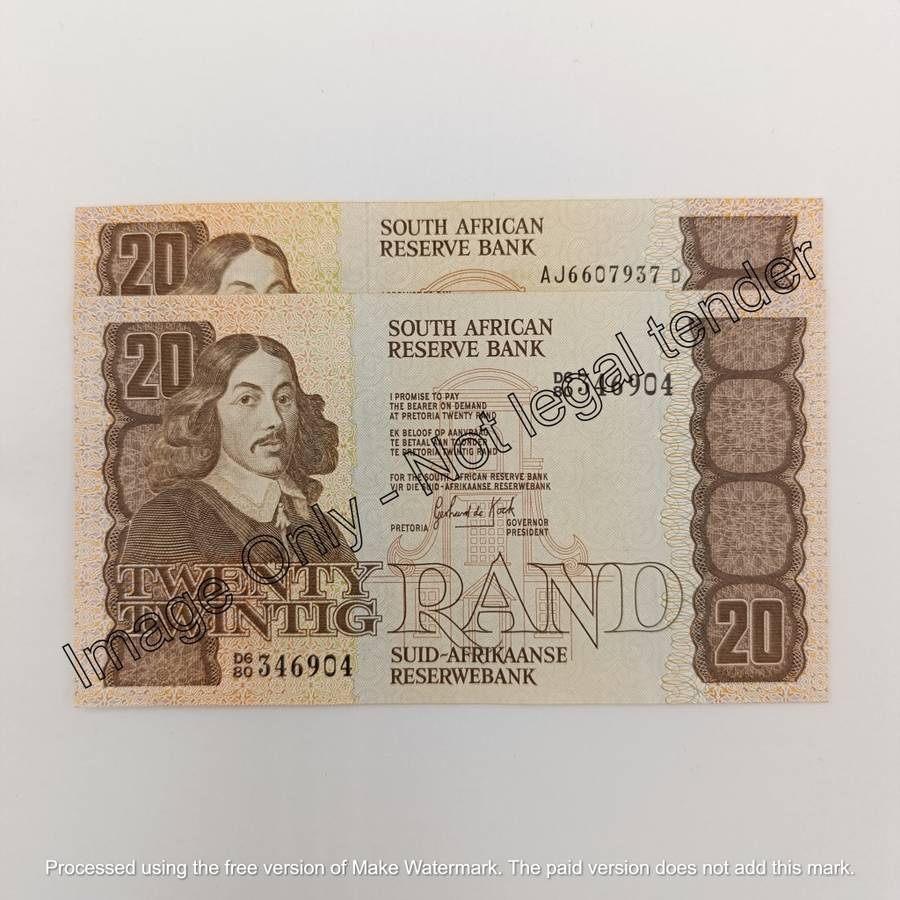 20
SOUTH AFRICAN
RESERVE BANK
AJ6607937 D
20
SOUTH AFRICAN
RESERVE BANK
D6
80 346904
I PROMISE TO PAY
THE BEARER ON DEMAND
AT PRETORIA TWENTY RAND
EK BELOOF OP AANVRAAG
TE BETAAL AAN TOONDER
TE PRETORIA TWINTIG RAND
FOR THE SOUTH AFRICAN RESERVE BANK
VIR DIE SUID-AFRIKAANSE RESERWEBANK
Gerhard de Kock
PRETORIA
GOVERNOR
PRESIDENT
TWENTY
TWINTIG
RAND
20
D6
80 346904
SUID-AFRIKAANSE
RESERWEBANK
Image Only - Not legal tender
Processed using the free version of Make Watermark. The paid version does not add this mark.